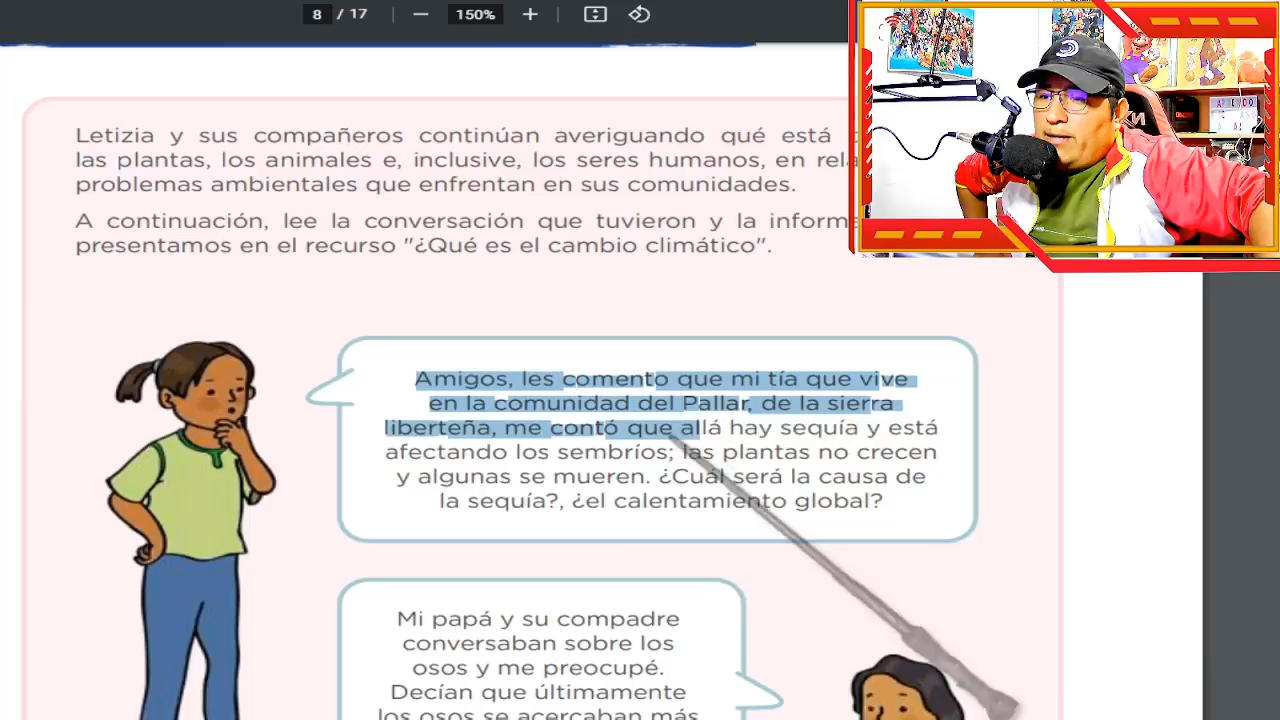 8 / 17
150%
Letizia y sus compañeros continúan averiguando qué está
las plantas, los animales e, inclusive, los seres humanos, en
problemas ambientales que enfrentan en sus comunidades.
A continuación, lee la conversación que tuvieron y la
presentamos en el recurso "¿Qué es el cambio climático".
Amigos, les comento que mi tía que vive
en la comunidad del Pallar, de la sierra
liberteña, me contó que allá hay sequía y está
afectando los sembríos; las plantas no crecen
y algunas se mueren. ¿Cuál será la causa de
la sequía?, ¿el calentamiento global?
Mi papá y su compadre
conversaban sobre los
osos y me preocupé.
Decían que últimamente
los osos se acercaban más